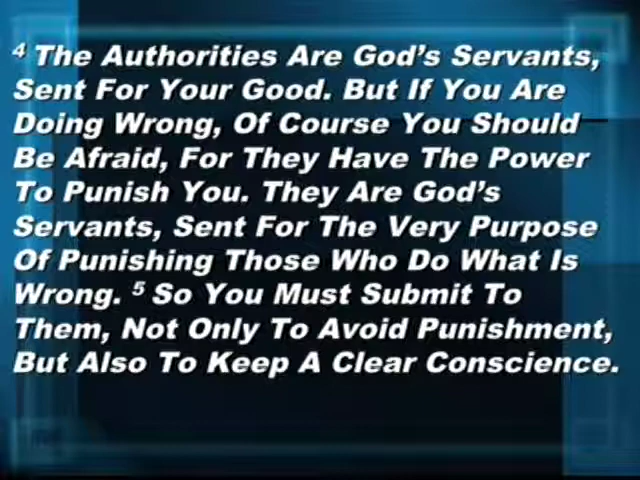 4 The Authorities Are God's Servants,
Sent For Your Good. But If You Are
Doing Wrong, Of Course You Should
Be Afraid, For They Have The Power
To Punish You. They Are God's
Servants, Sent For The Very Purpose
Of Punishing Those Who Do What Is
Wrong. 5 So You Must Submit To
Them, Not Only To Avoid Punishment,
But Also To Keep A Clear Conscience.